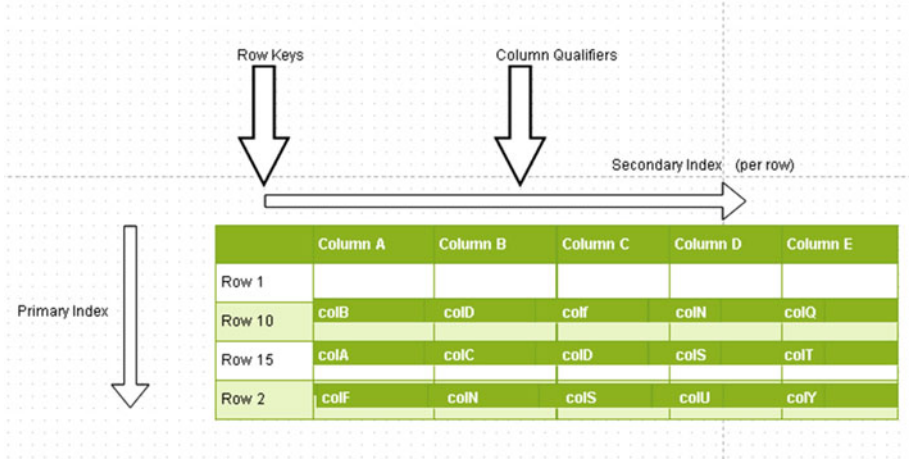 Row Keys
Column Qualifiers
Secondary Index (per row)
Column A Column B Column C Column D Column E
Row 1
Primary Index
Row 10 colB colD colf colN colQ
Row 15 colA colC colD colS colT
Row 2 colF colN colS colU colY